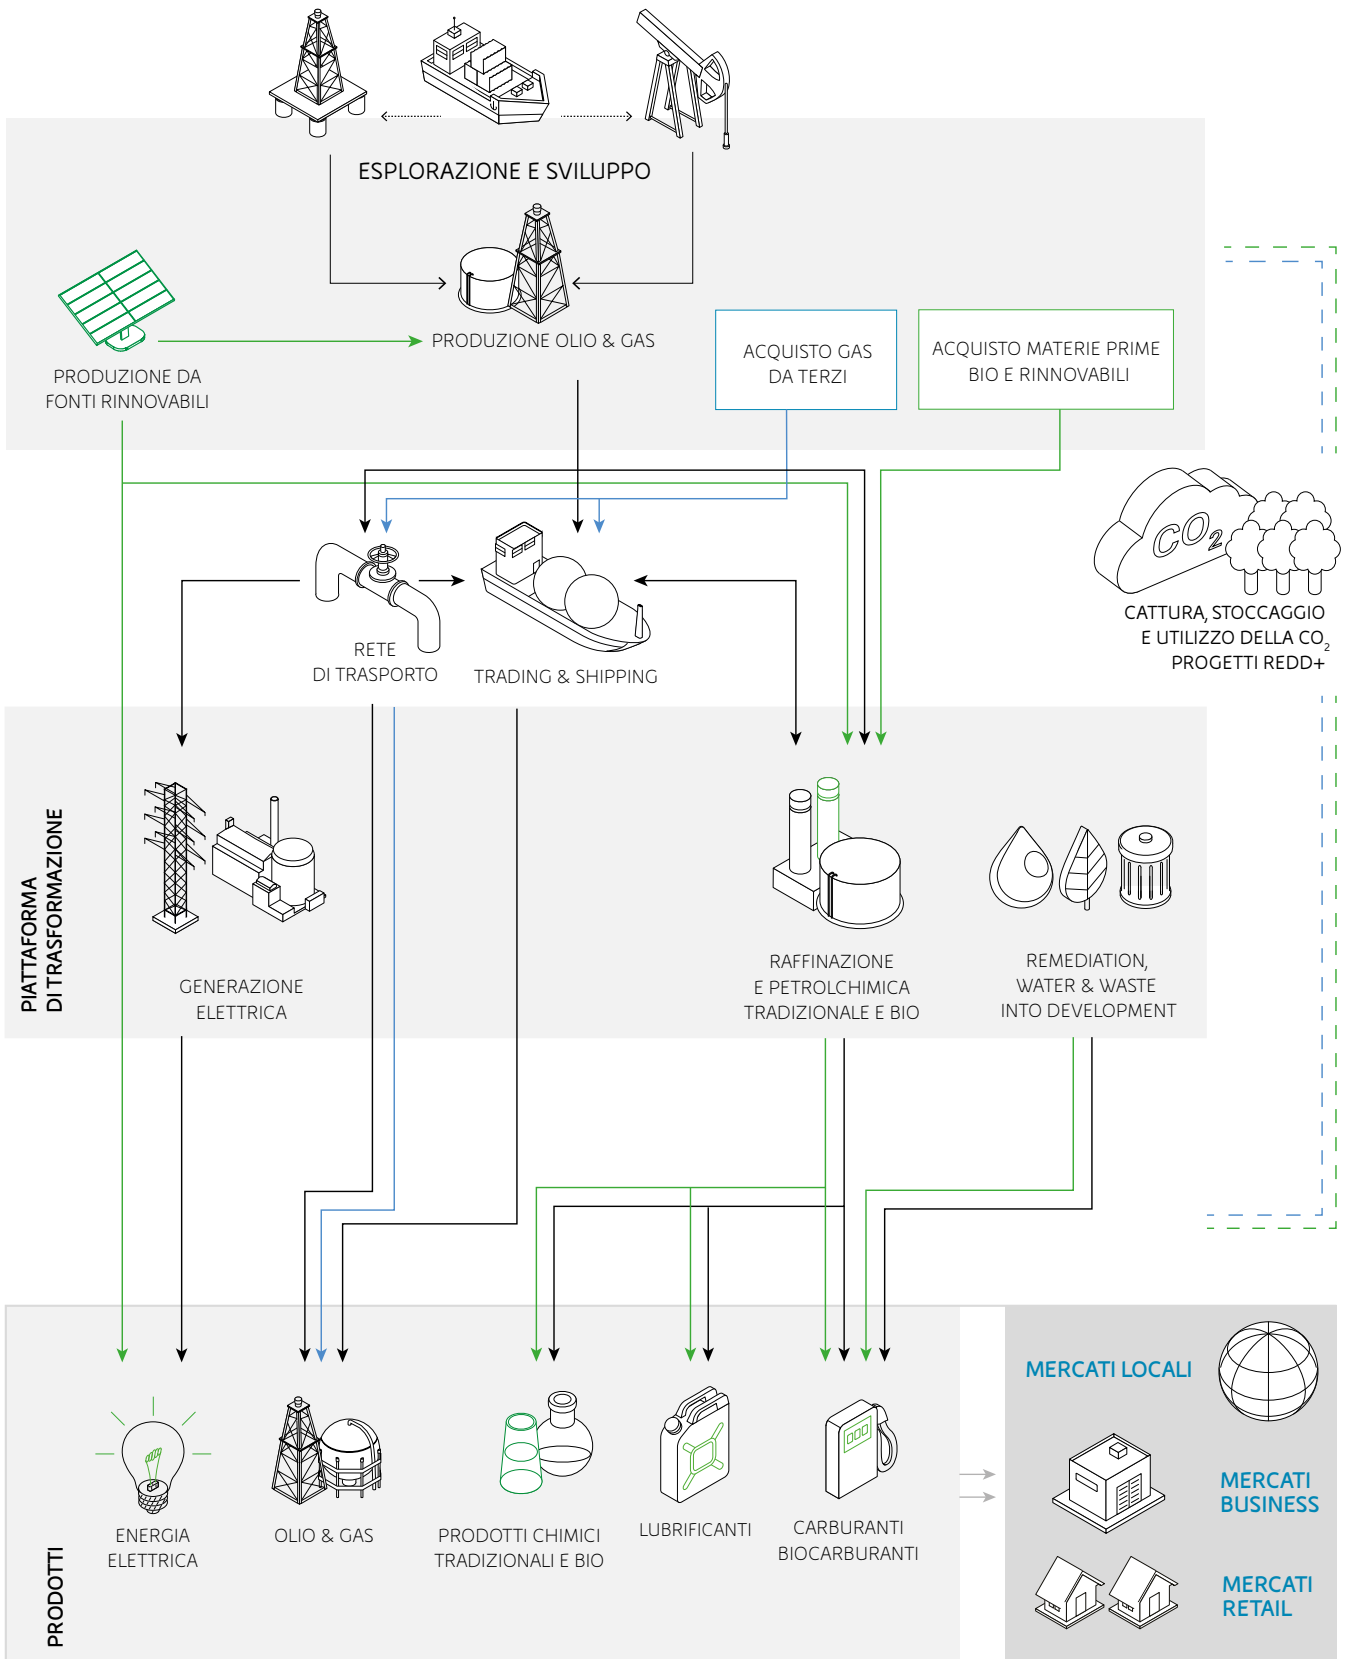 ESPLORAZIONE E SVILUPPO
PRODUZIONE OLIO & GAS
PRODUZIONE DA
FONTI RINNOVABILI
ACQUISTO GAS
DA TERZI
ACQUISTO MATERIE PRIME
BIO E RINNOVABILI
CO2
CATTURA, STOCCAGGIO
E UTILIZZO DELLA CO2
PROGETTI REDD+
RETE
DI TRASPORTO
TRADING & SHIPPING
PIATTAFORMA
DI TRASFORMAZIONE
GENERAZIONE
ELETTRICA
RAFFINAZIONE
E PETROLCHIMICA
TRADIZIONALE E BIO
REMEDIATION,
WATER & WASTE
INTO DEVELOPMENT
PRODOTTI
ENERGIA
ELETTRICA
OLIO & GAS
PRODOTTI CHIMICI
TRADIZIONALI E BIO
LUBRIFICANTI
CARBURANTI
BIOCARBURANTI
MERCATI LOCALI
MERCATI
BUSINESS
MERCATI
RETAIL